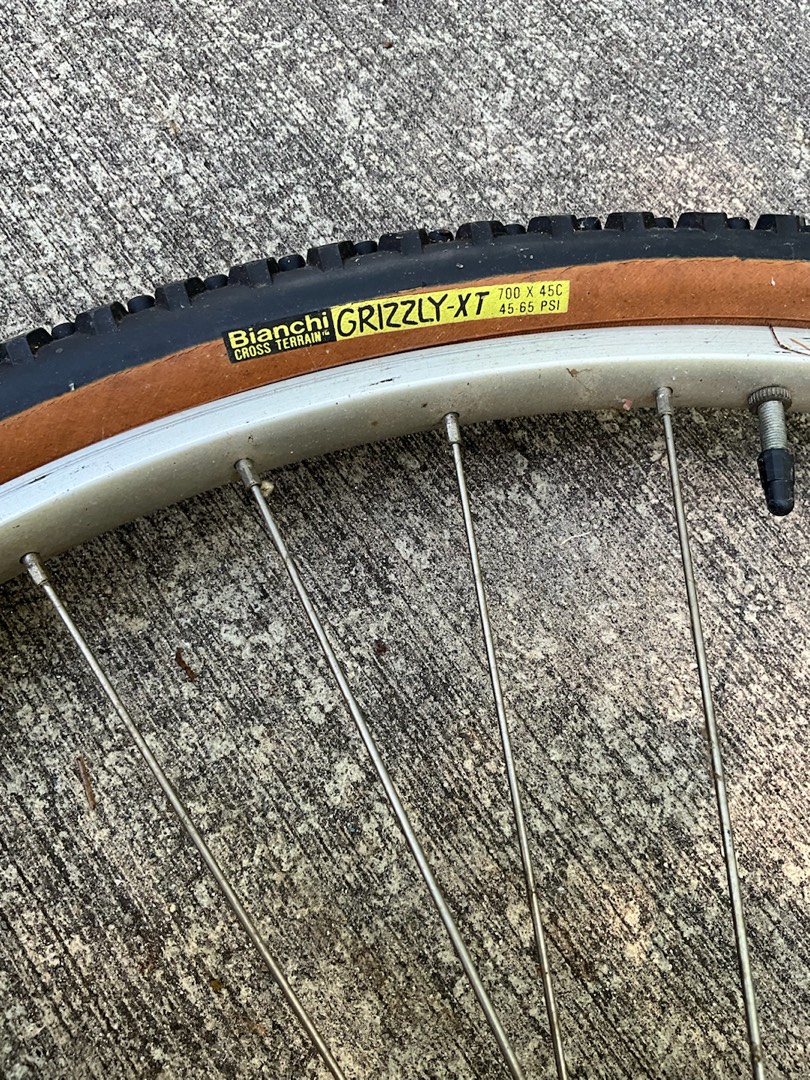 Bianchi GRIZZLY-XT 700 X 45C
CROSS TERRAIN™ 45-65 PSI